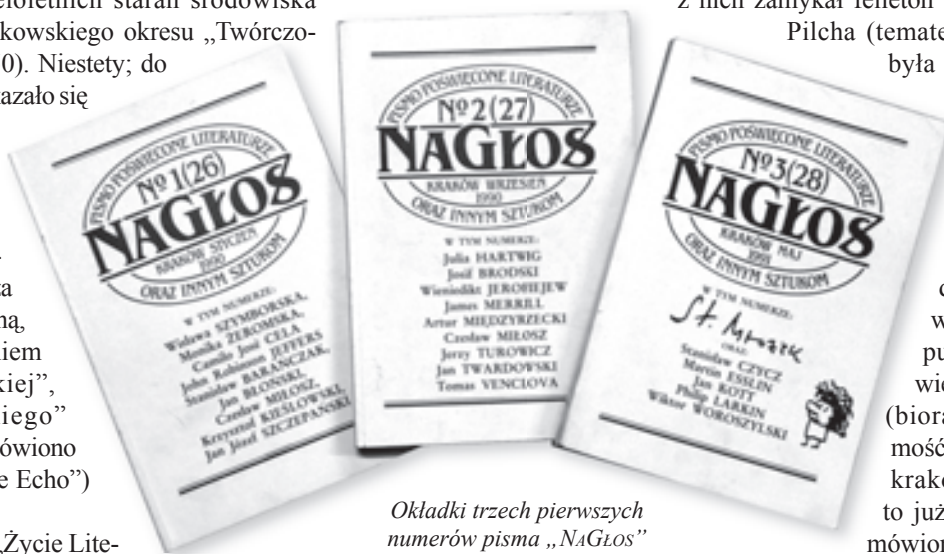 eloletnich starań środowiska
kowskiego okresu „Twórczo-
0). Niestety; do
kazało się
za
ną,
iem
kiej”,
iego”
ówiono
e Echo”)
„Życie Lite-
PISMO POŚWIĘCONE LITERATURZE
Nº 1(26)
NAGŁOS
KRAKÓW STYCZEŃ
1990
ORAZ INNYM SZTUKOM
W TYM NUMERZE:
Wisława SZYMBORSKA,
Monika ŻEROMSKA,
Camilo José CELA
John Robinson JEFFERS
Stanisław BARAŃCZAK,
Jan BŁOŃSKI,
Czesław MIŁOSZ,
Krzysztof KIEŚLOWSKI,
Jan Józef SZCZEPAŃSKI
PISMO POŚWIĘCONE LITERATURZE
Nº 2(27)
NAGŁOS
KRAKÓW WRZESIEŃ
1990
ORAZ INNYM SZTUKOM
W TYM NUMERZE:
Julia HARTWIG
Josif BRODSKI
Wieniedikt JEROFIEJEW
James MERRILL
Artur MIĘDZYRZECKI
Czesław MIŁOSZ
Jerzy TUROWICZ
Jan TWARDOWSKI
Tomas VENCLOVA
PISMO POŚWIĘCONE LITERATURZE
Nº 3(28)
NAGŁOS
KRAKÓW MAJ
1991
ORAZ INNYM SZTUKOM
W TYM NUMERZE:
St. Mrożek
ORAZ:
Stanisław CZYCZ
Martin ESSLIN
Jan KOTT
Philip LARKIN
Wiktor WOROSZYLSKI
Okładki trzech pierwszych
numerów pisma „NAGŁOS”
z nich zamykał felieton
Pilcha (temate
była
w
pu
wie
(biora
mość
krako
to już
mówion